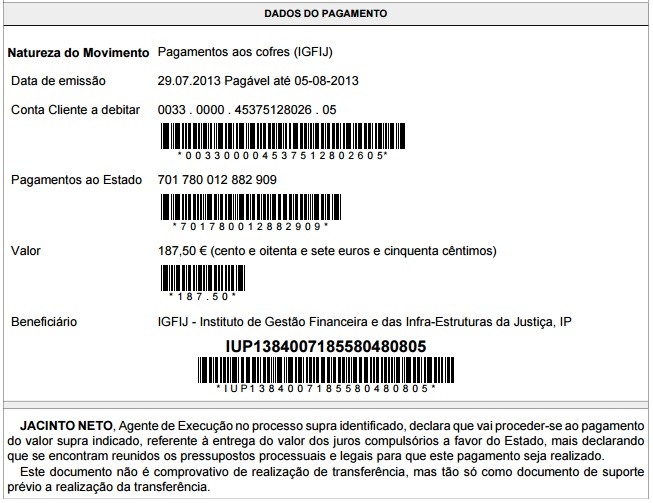 DADOS DO PAGAMENTO
Natureza do Movimento Pagamentos aos cofres (IGFIJ)
Data de emissão 29.07.2013 Pagável até 05-08-2013
Conta Cliente a debitar 0033 . 0000 . 45375128026 . 05
*003300004537512802605*
Pagamentos ao Estado 701 780 012 882 909
*701780012882909*
Valor 187,50 € (cento e oitenta e sete euros e cinquenta cêntimos)
*187.50*
Beneficiário IGFIJ - Instituto de Gestão Financeira e das Infra-Estruturas da Justiça, IP
IUP1384007185580480805
*IUP1384007185580480805*
JACINTO NETO, Agente de Execução no processo supra identificado, declara que vai proceder-se ao pagamento
do valor supra indicado, referente à entrega do valor dos juros compulsórios a favor do Estado, mais declarando
que se encontram reunidos os pressupostos processuais e legais para que este pagamento seja realizado.
Este documento não é comprovativo de realização de transferência, mas tão só como documento de suporte
prévio a realização da transferência.